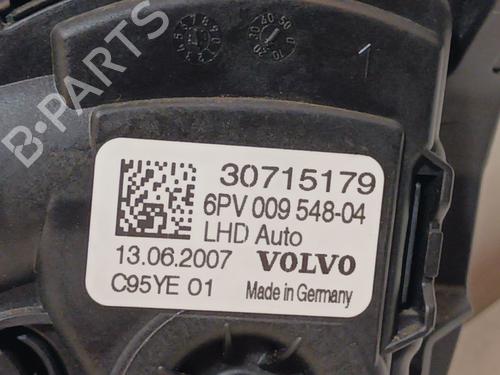 B-PARTS
30715179
6PV 009 548-04
LHD Auto
13.06.2007 VOLVO
C95YE 01 Made in Germany